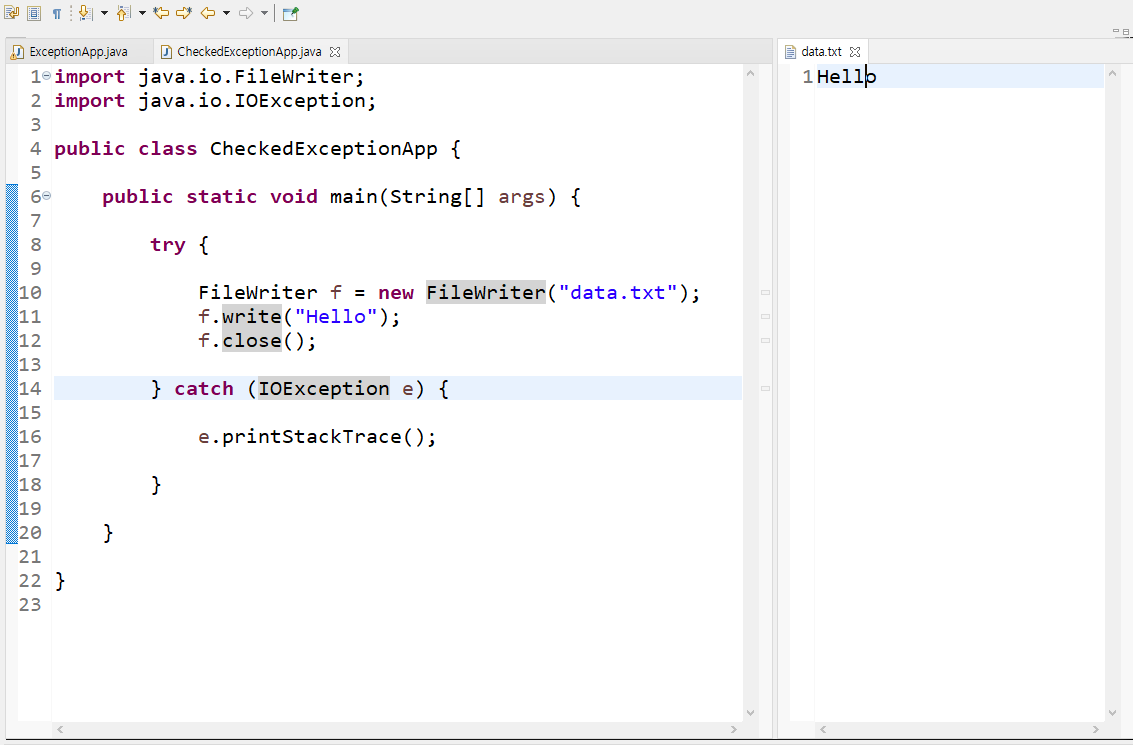 ExceptionApp.java CheckedExceptionApp.java
1 import java.io.FileWriter;
2 import java.io.IOException;
3
4 public class CheckedExceptionApp {
5
6     public static void main(String[] args) {
7
8         try {
9
10             FileWriter f = new FileWriter("data.txt");
11             f.write("Hello");
12             f.close();
13
14         } catch (IOException e) {
15
16             e.printStackTrace();
17
18         }
19
20     }
21
22 }
23
data.txt
1 Hello